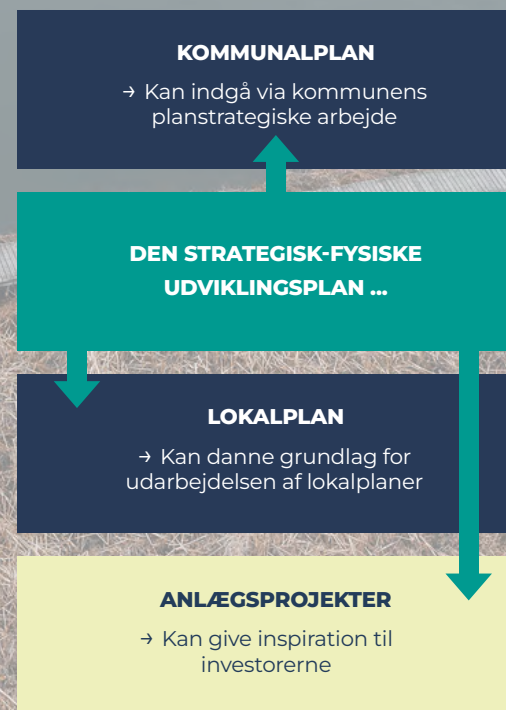 KOMMUNALPLAN
→ Kan indgå via kommunens
planstrategiske arbejde
DEN STRATEGISK-FYSISKE
UDVIKLINGSPLAN ...
LOKALPLAN
→ Kan danne grundlag for
udarbejdelsen af lokalplaner
ANLÆGSPROJEKTER
→ Kan give inspiration til
investorerne